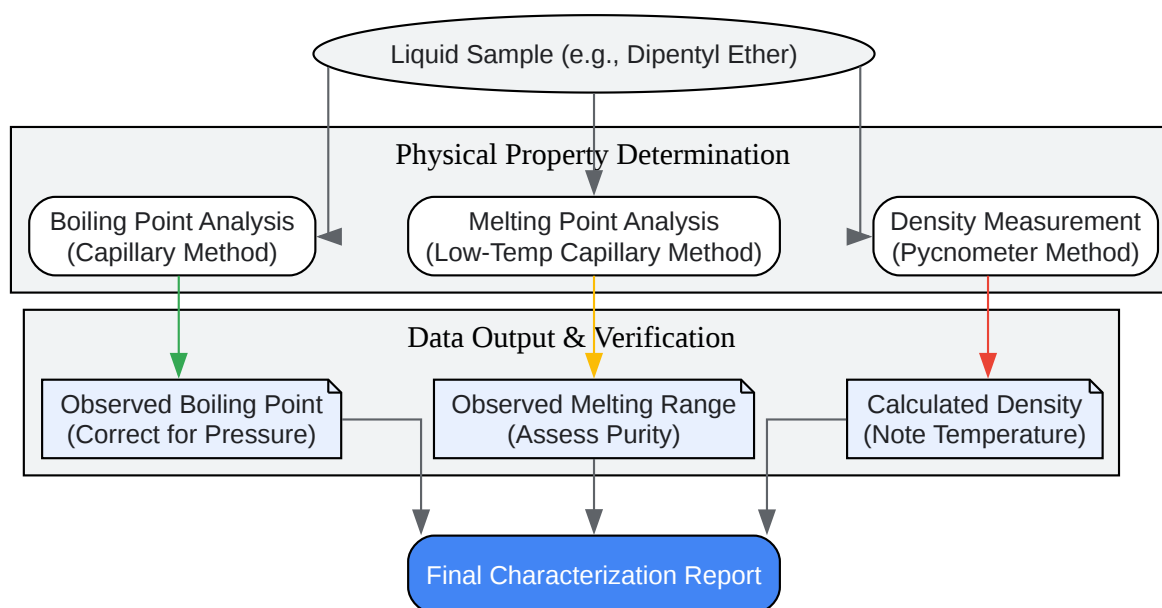 Liquid Sample (e.g., Dipentyl Ether)
Physical Property Determination
Boiling Point Analysis
(Capillary Method)
Melting Point Analysis
(Low-Temp Capillary Method)
Density Measurement
(Pycnometer Method)
Data Output & Verification
Observed Boiling Point
(Correct for Pressure)
Observed Melting Range
(Assess Purity)
Calculated Density
(Note Temperature)
Final Characterization Report